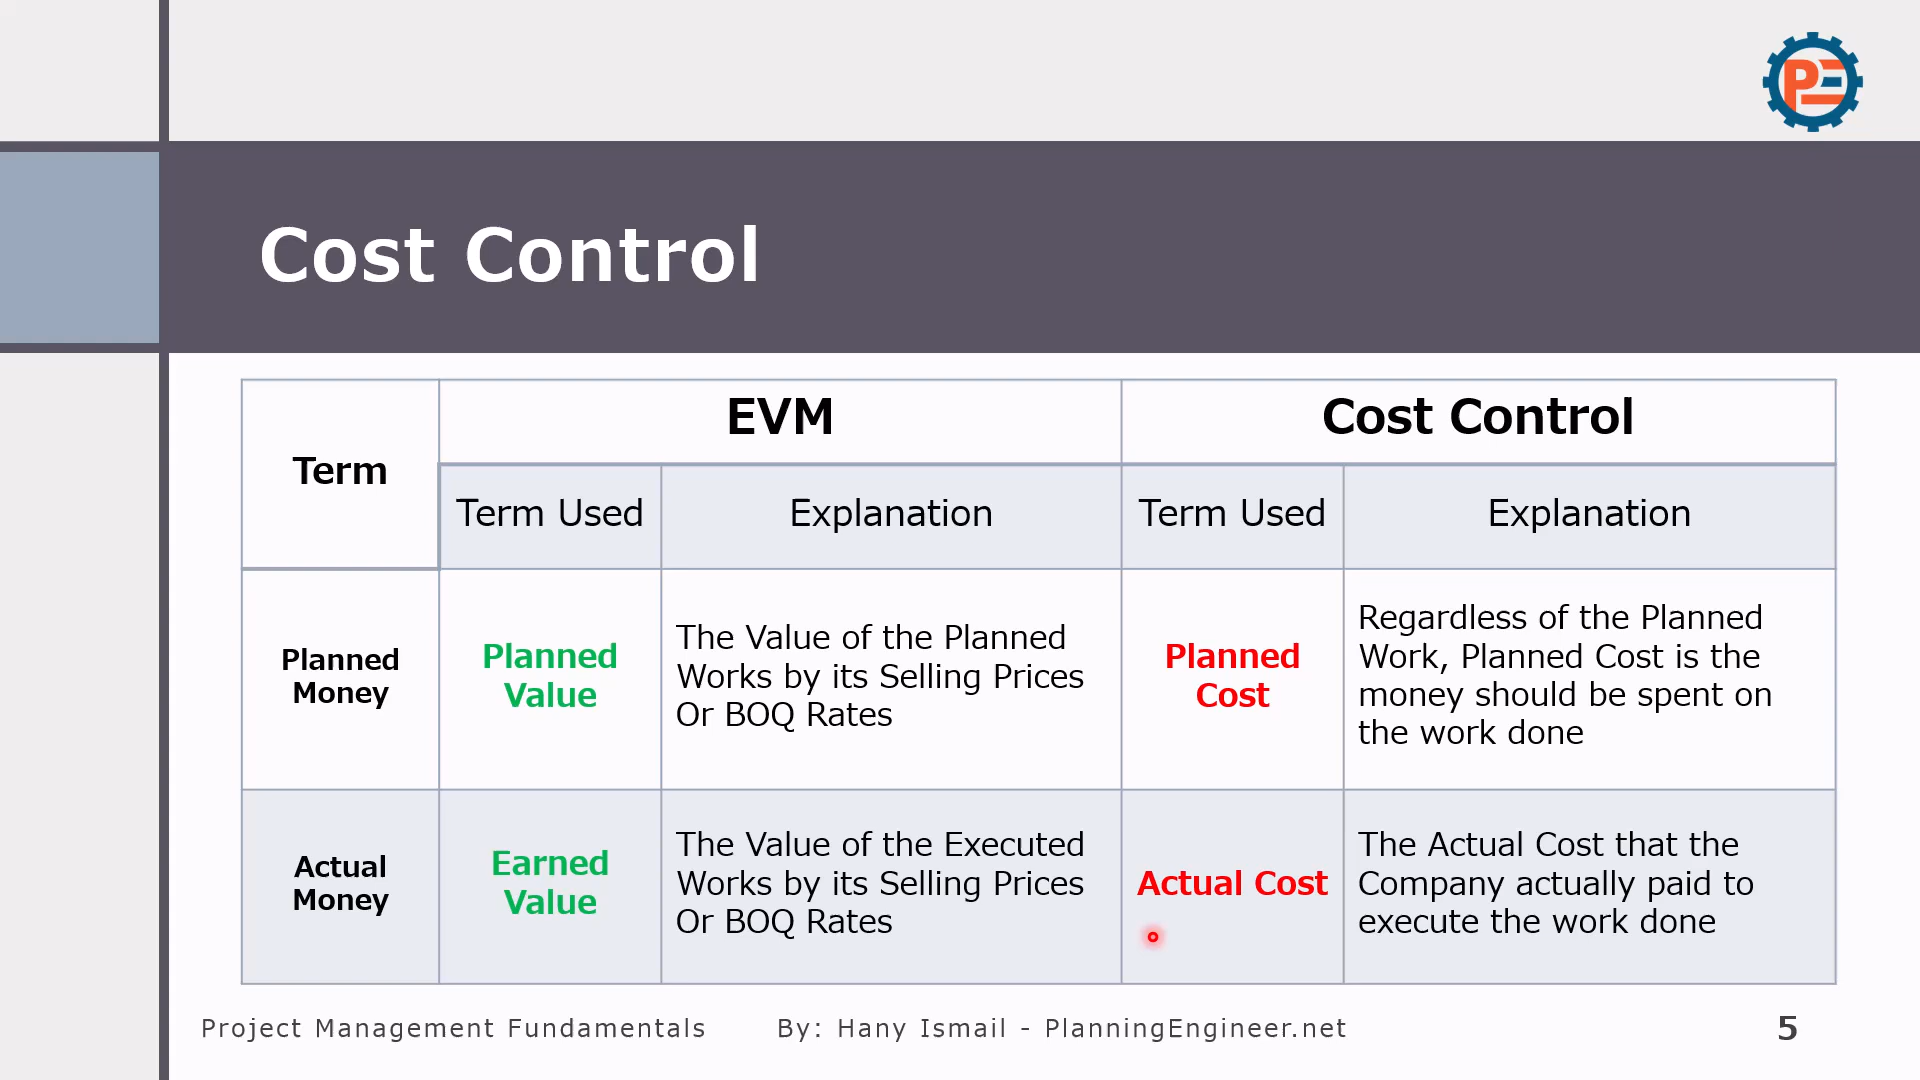 PE
Cost Control
Term
EVM
Cost Control
Term Used
Explanation
Term Used
Explanation
Planned
Money
Planned
Value
The Value of the Planned
Works by its Selling Prices
Or BOQ Rates
Planned
Cost
Regardless of the Planned
Work, Planned Cost is the
money should be spent on
the work done
Actual
Money
Earned
Value
The Value of the Executed
Works by its Selling Prices
Or BOQ Rates
Actual Cost
The Actual Cost that the
Company actually paid to
execute the work done
Project Management Fundamentals
By: Hany Ismail - PlanningEngineer.net
5